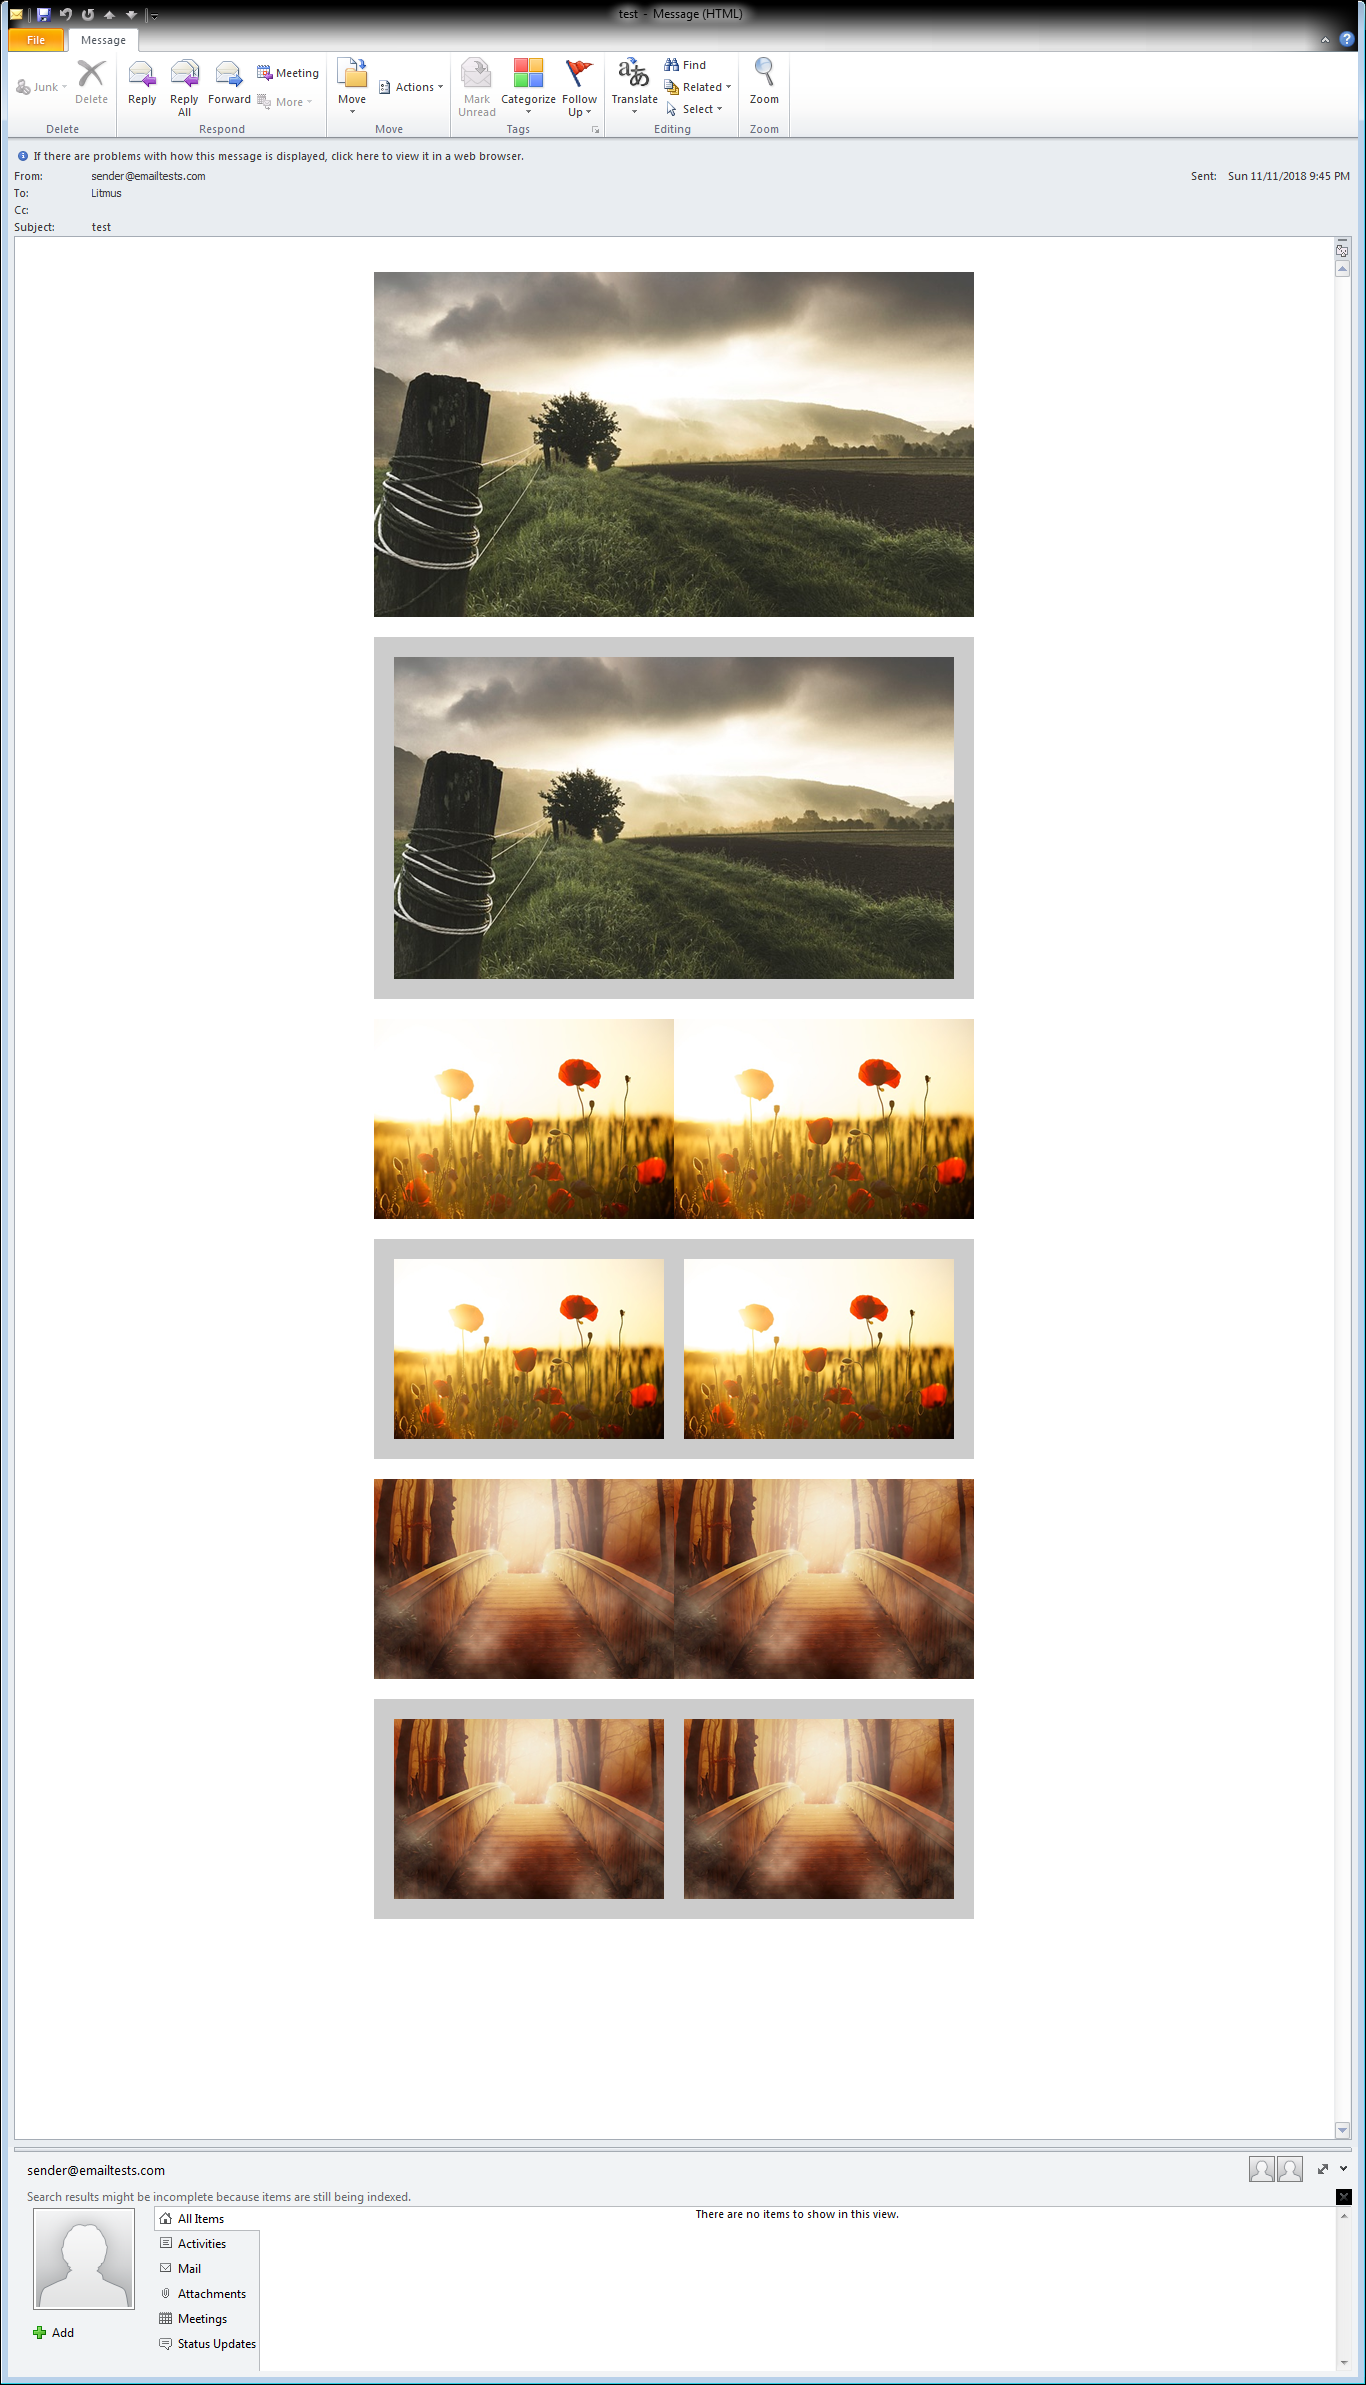 test - Message (HTML)
File
Message
Junk
Delete
Delete
Reply
Reply All
Forward
Meeting
More
Respond
Move
Actions
Move
Mark Unread
Categorize
Follow Up
Tags
Translate
Find
Related
Select
Editing
Zoom
Zoom
If there are problems with how this message is displayed, click here to view it in a web browser.
From: sender@emailtests.com
Sent: Sun 11/11/2018 9:45 PM
To: Litmus
Cc:
Subject: test
sender@emailtests.com
Search results might be incomplete because items are still being indexed.
All Items
There are no items to show in this view.
Activities
Mail
Attachments
Meetings
Add
Status Updates